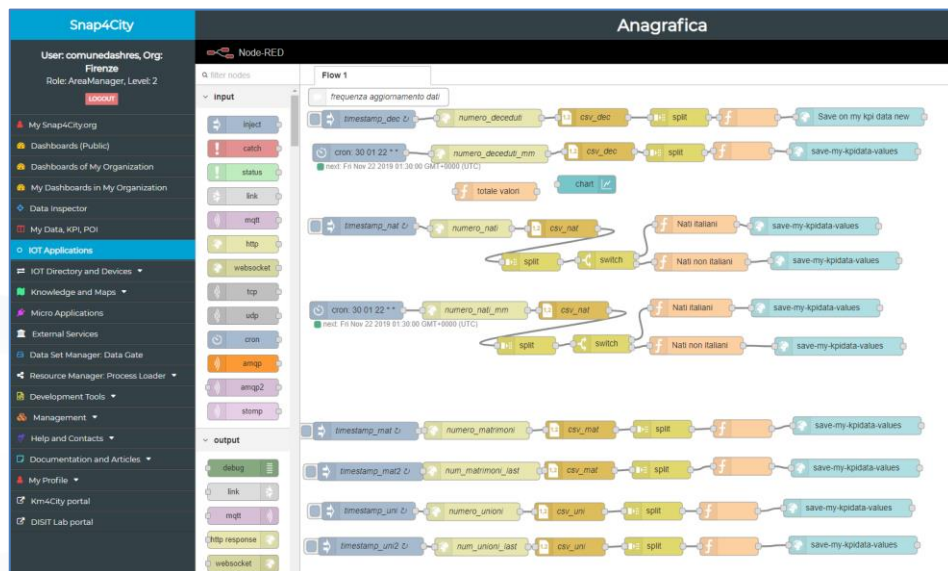 Snap4City
Anagrafica
User: comunedashres, Org:
Firenze
Role: AreaManager, Level: 2
LOGOUT
My Snap4City.org
Dashboards (Public)
Dashboards of My Organization
My Dashboards in My Organization
Data Inspector
My Data, KPI, POI
IOT Applications
IOT Directory and Devices
Knowledge and Maps
Micro Applications
External Services
Data Set Manager: Data Gate
Resource Manager: Process Loader
Development Tools
Management
Help and Contacts
Documentation and Articles
My Profile
Km4City portal
DISIT Lab portal
Node-RED
filter nodes
input
inject
catch
status
link
mqtt
http
websocket
tcp
udp
cron
amqp
amqp2
stomp
output
debug
link
mqtt
http response
websocket
Flow 1
frequenza aggiornamento dati
timestamp_dec ↻ numero_deceduti csv_dec split Save on my kpi data new
cron: 30 01 22 * * numero_deceduti_mm csv_dec split save-my-kpidata-values
next: Fri Nov 22 2019 01:30:00 GMT+0000 (UTC)
totale valori chart
timestamp_nat ↻ numero_nati csv_nat Nati italiani save-my-kpidata-values
split switch Nati non italiani save-my-kpidata-values
cron: 30 01 22 * * numero_nati_mm csv_nat Nati italiani save-my-kpidata-values
next: Fri Nov 22 2019 01:30:00 GMT+0000 (UTC)
split switch Nati non italiani save-my-kpidata-values
timestamp_mat ↻ numero_matrimoni csv_mat split save-my-kpidata-values
timestamp_mat2 ↻ num_matrimoni_last csv_mat split save-my-kpidata-values
timestamp_uni ↻ numero_unioni csv_uni split save-my-kpidata-values
timestamp_uni2 ↻ num_unioni_last csv_uni split save-my-kpidata-values